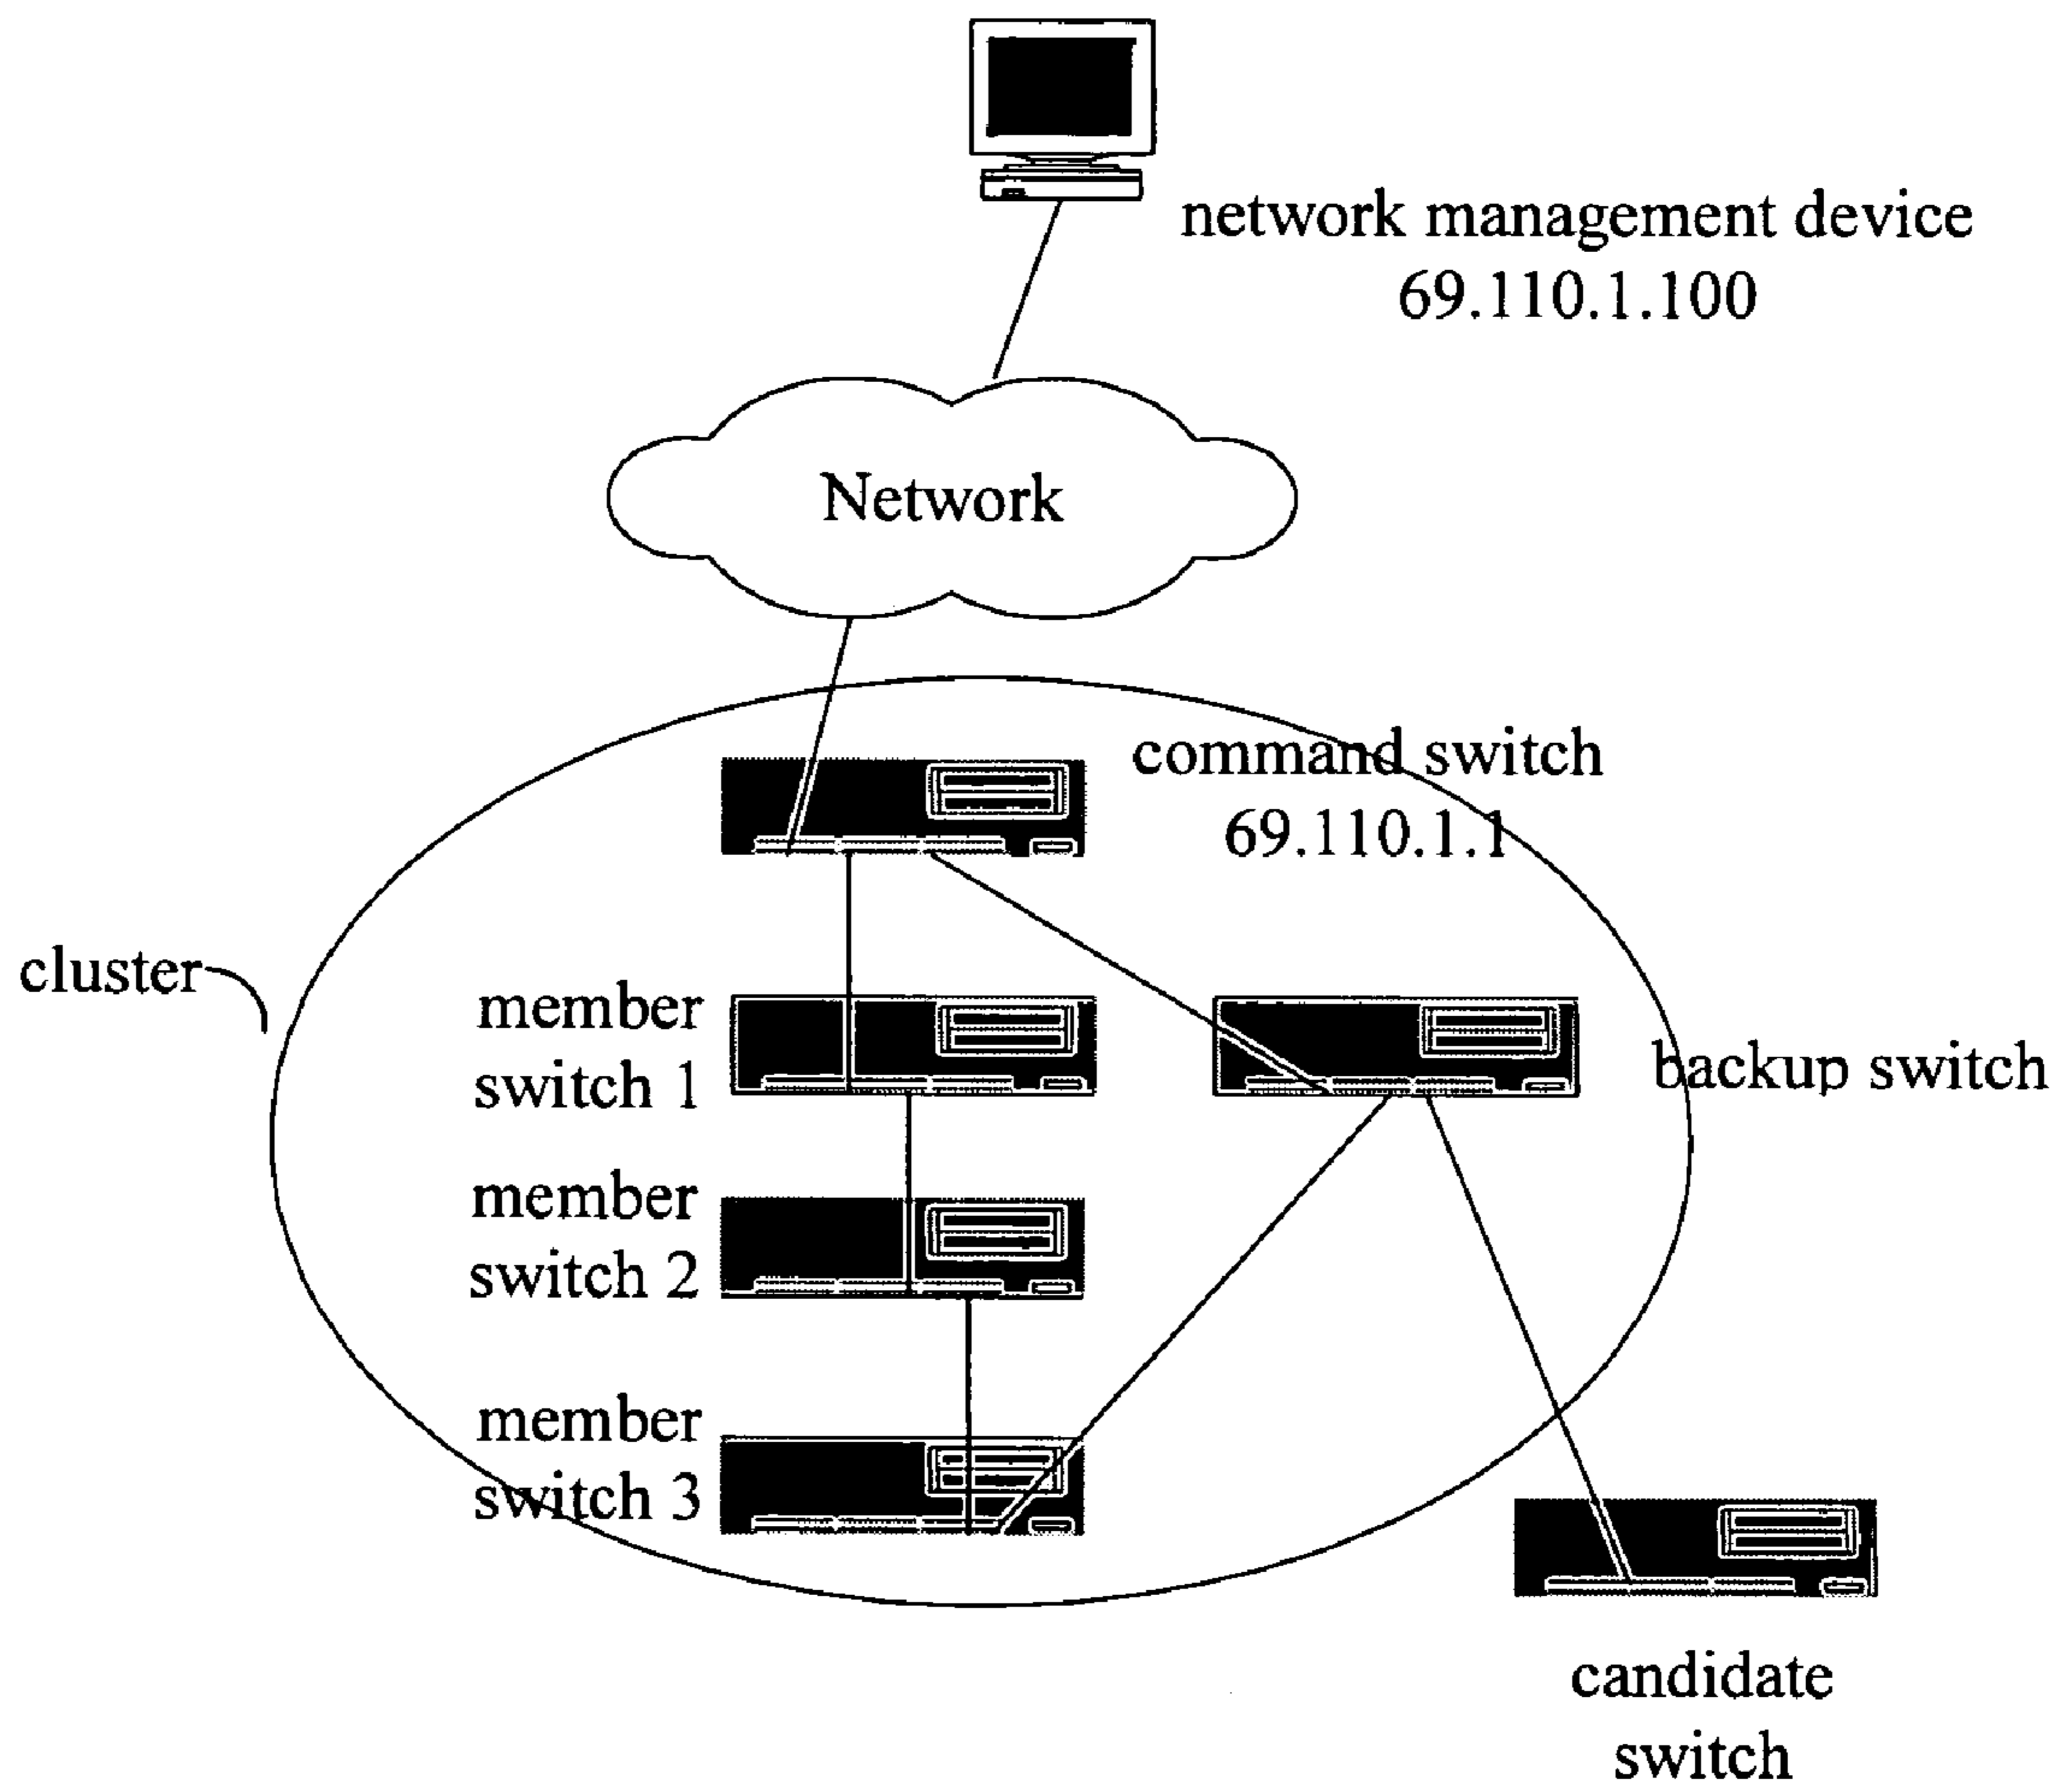 network management device
69.110.1.100
Network
command switch
69.110.1.1
cluster
member
switch 1
backup switch
member
switch 2
member
switch 3
candidate
switch